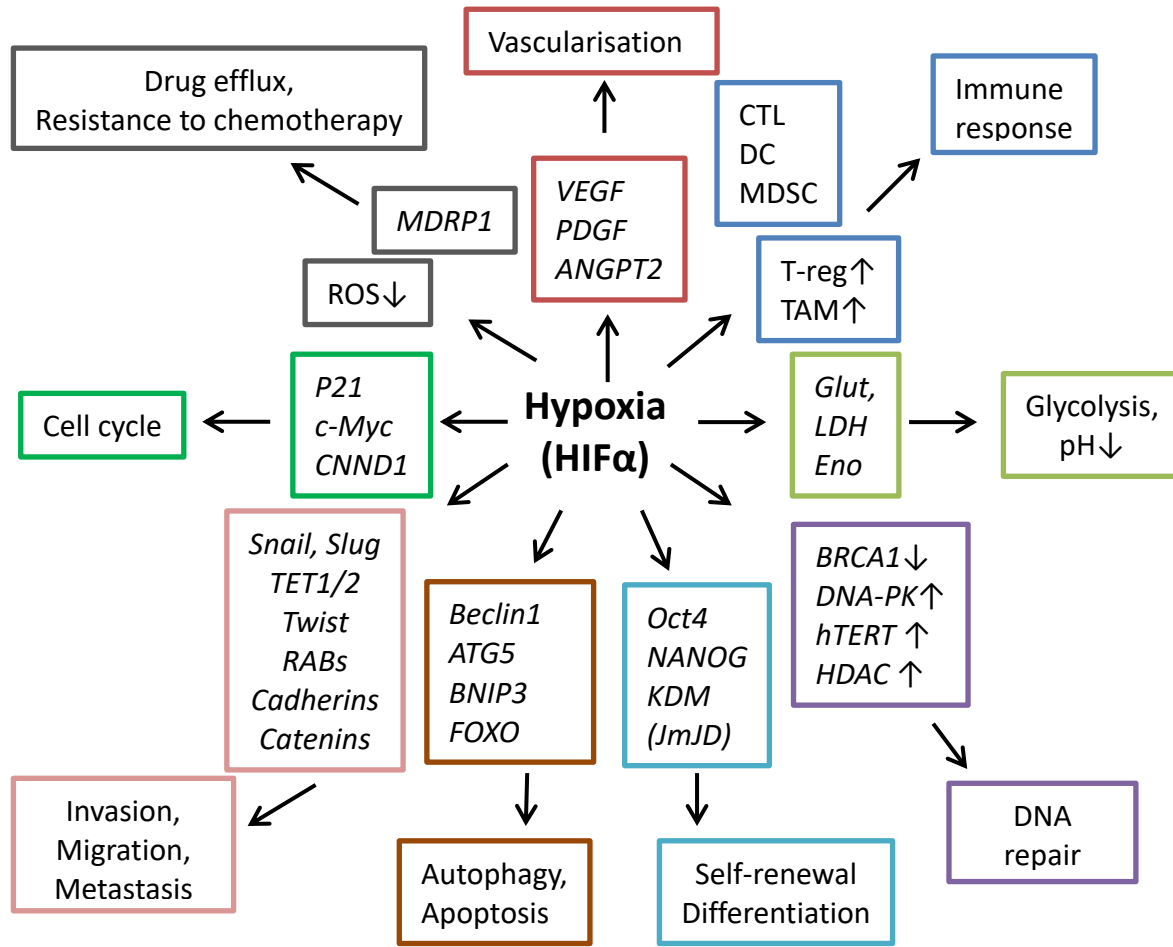 Vascularisation
Drug efflux,
Resistance to chemotherapy
Immune
response
CTL
DC
MDSC
VEGF
PDGF
ANGPT2
MDRP1
ROS↓
T-reg↑
TAM↑
P21
c-Myc
CNND1
Cell cycle
Hypoxia
(HIFα)
Glut,
LDH
Eno
Glycolysis,
pH↓
Snail, Slug
TET1/2
Twist
RABs
Cadherins
Catenins
Beclin1
ATG5
BNIP3
FOXO
Oct4
NANOG
KDM
(JmJD)
BRCA1↓
DNA-PK↑
hTERT ↑
HDAC ↑
Invasion,
Migration,
Metastasis
Autophagy,
Apoptosis
Self-renewal
Differentiation
DNA
repair